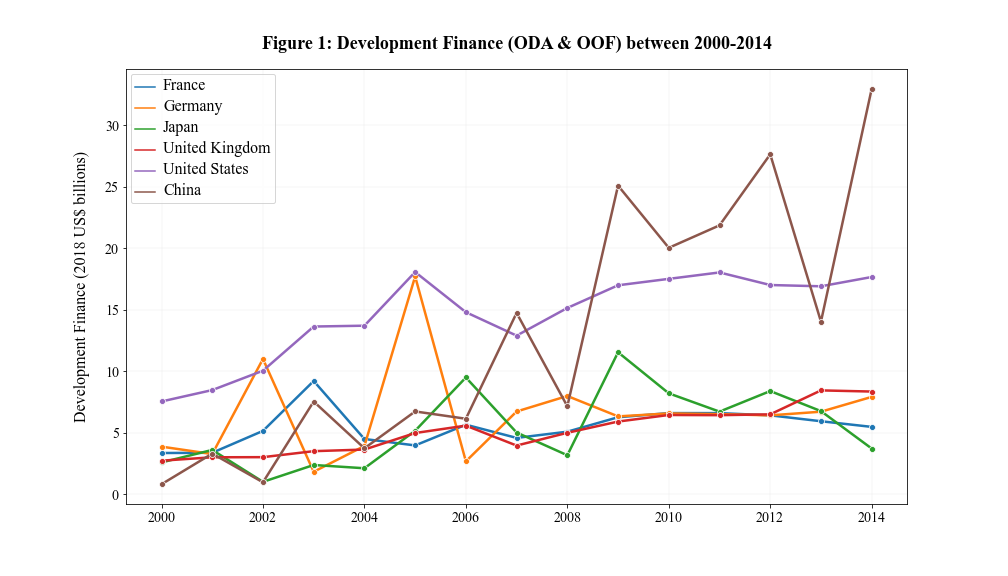 Figure 1: Development Finance (ODA & OOF) between 2000-2014
France
Germany
Japan
United Kingdom
United States
China
Development Finance (2018 US$ billions)
30
25
20
15
10
5
0
2000 2002 2004 2006 2008 2010 2012 2014